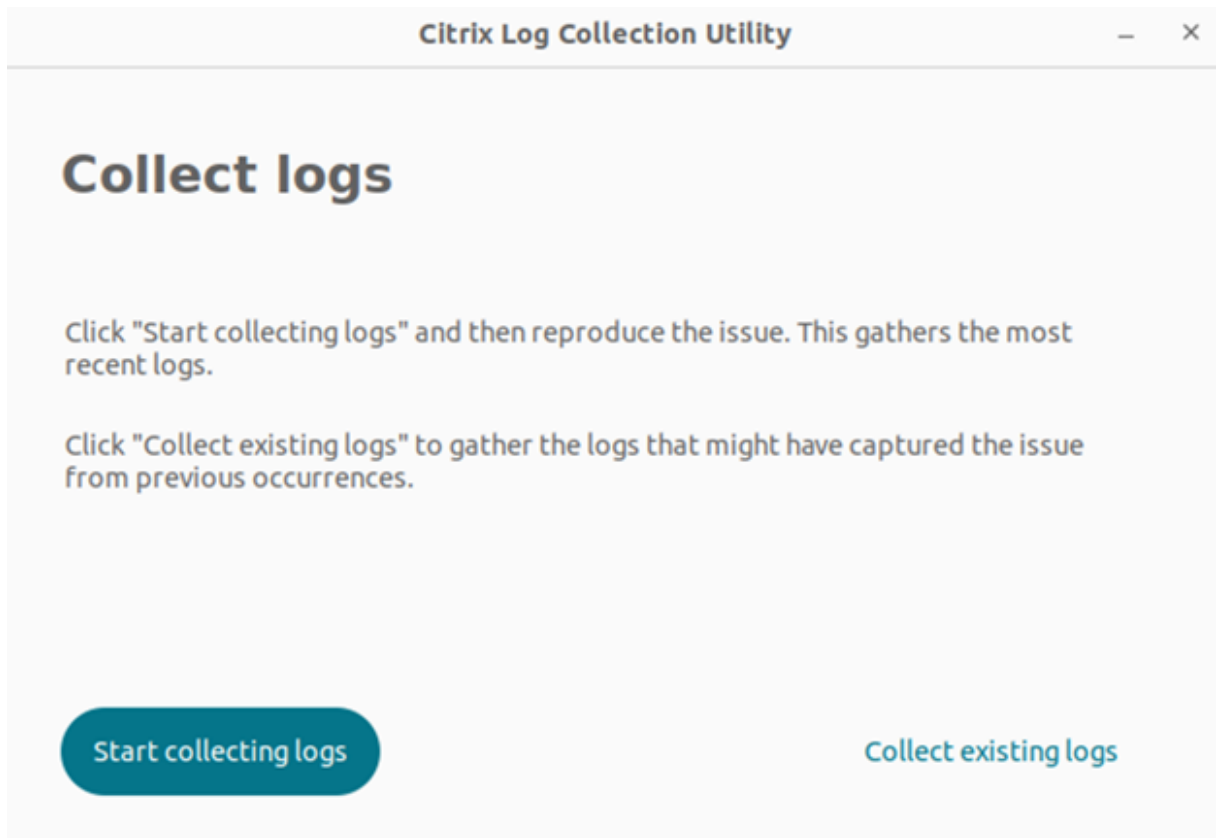 Citrix Log Collection Utility
Collect logs
Click "Start collecting logs" and then reproduce the issue. This gathers the most
recent logs.
Click "Collect existing logs" to gather the logs that might have captured the issue
from previous occurrences.
Start collecting logs
Collect existing logs